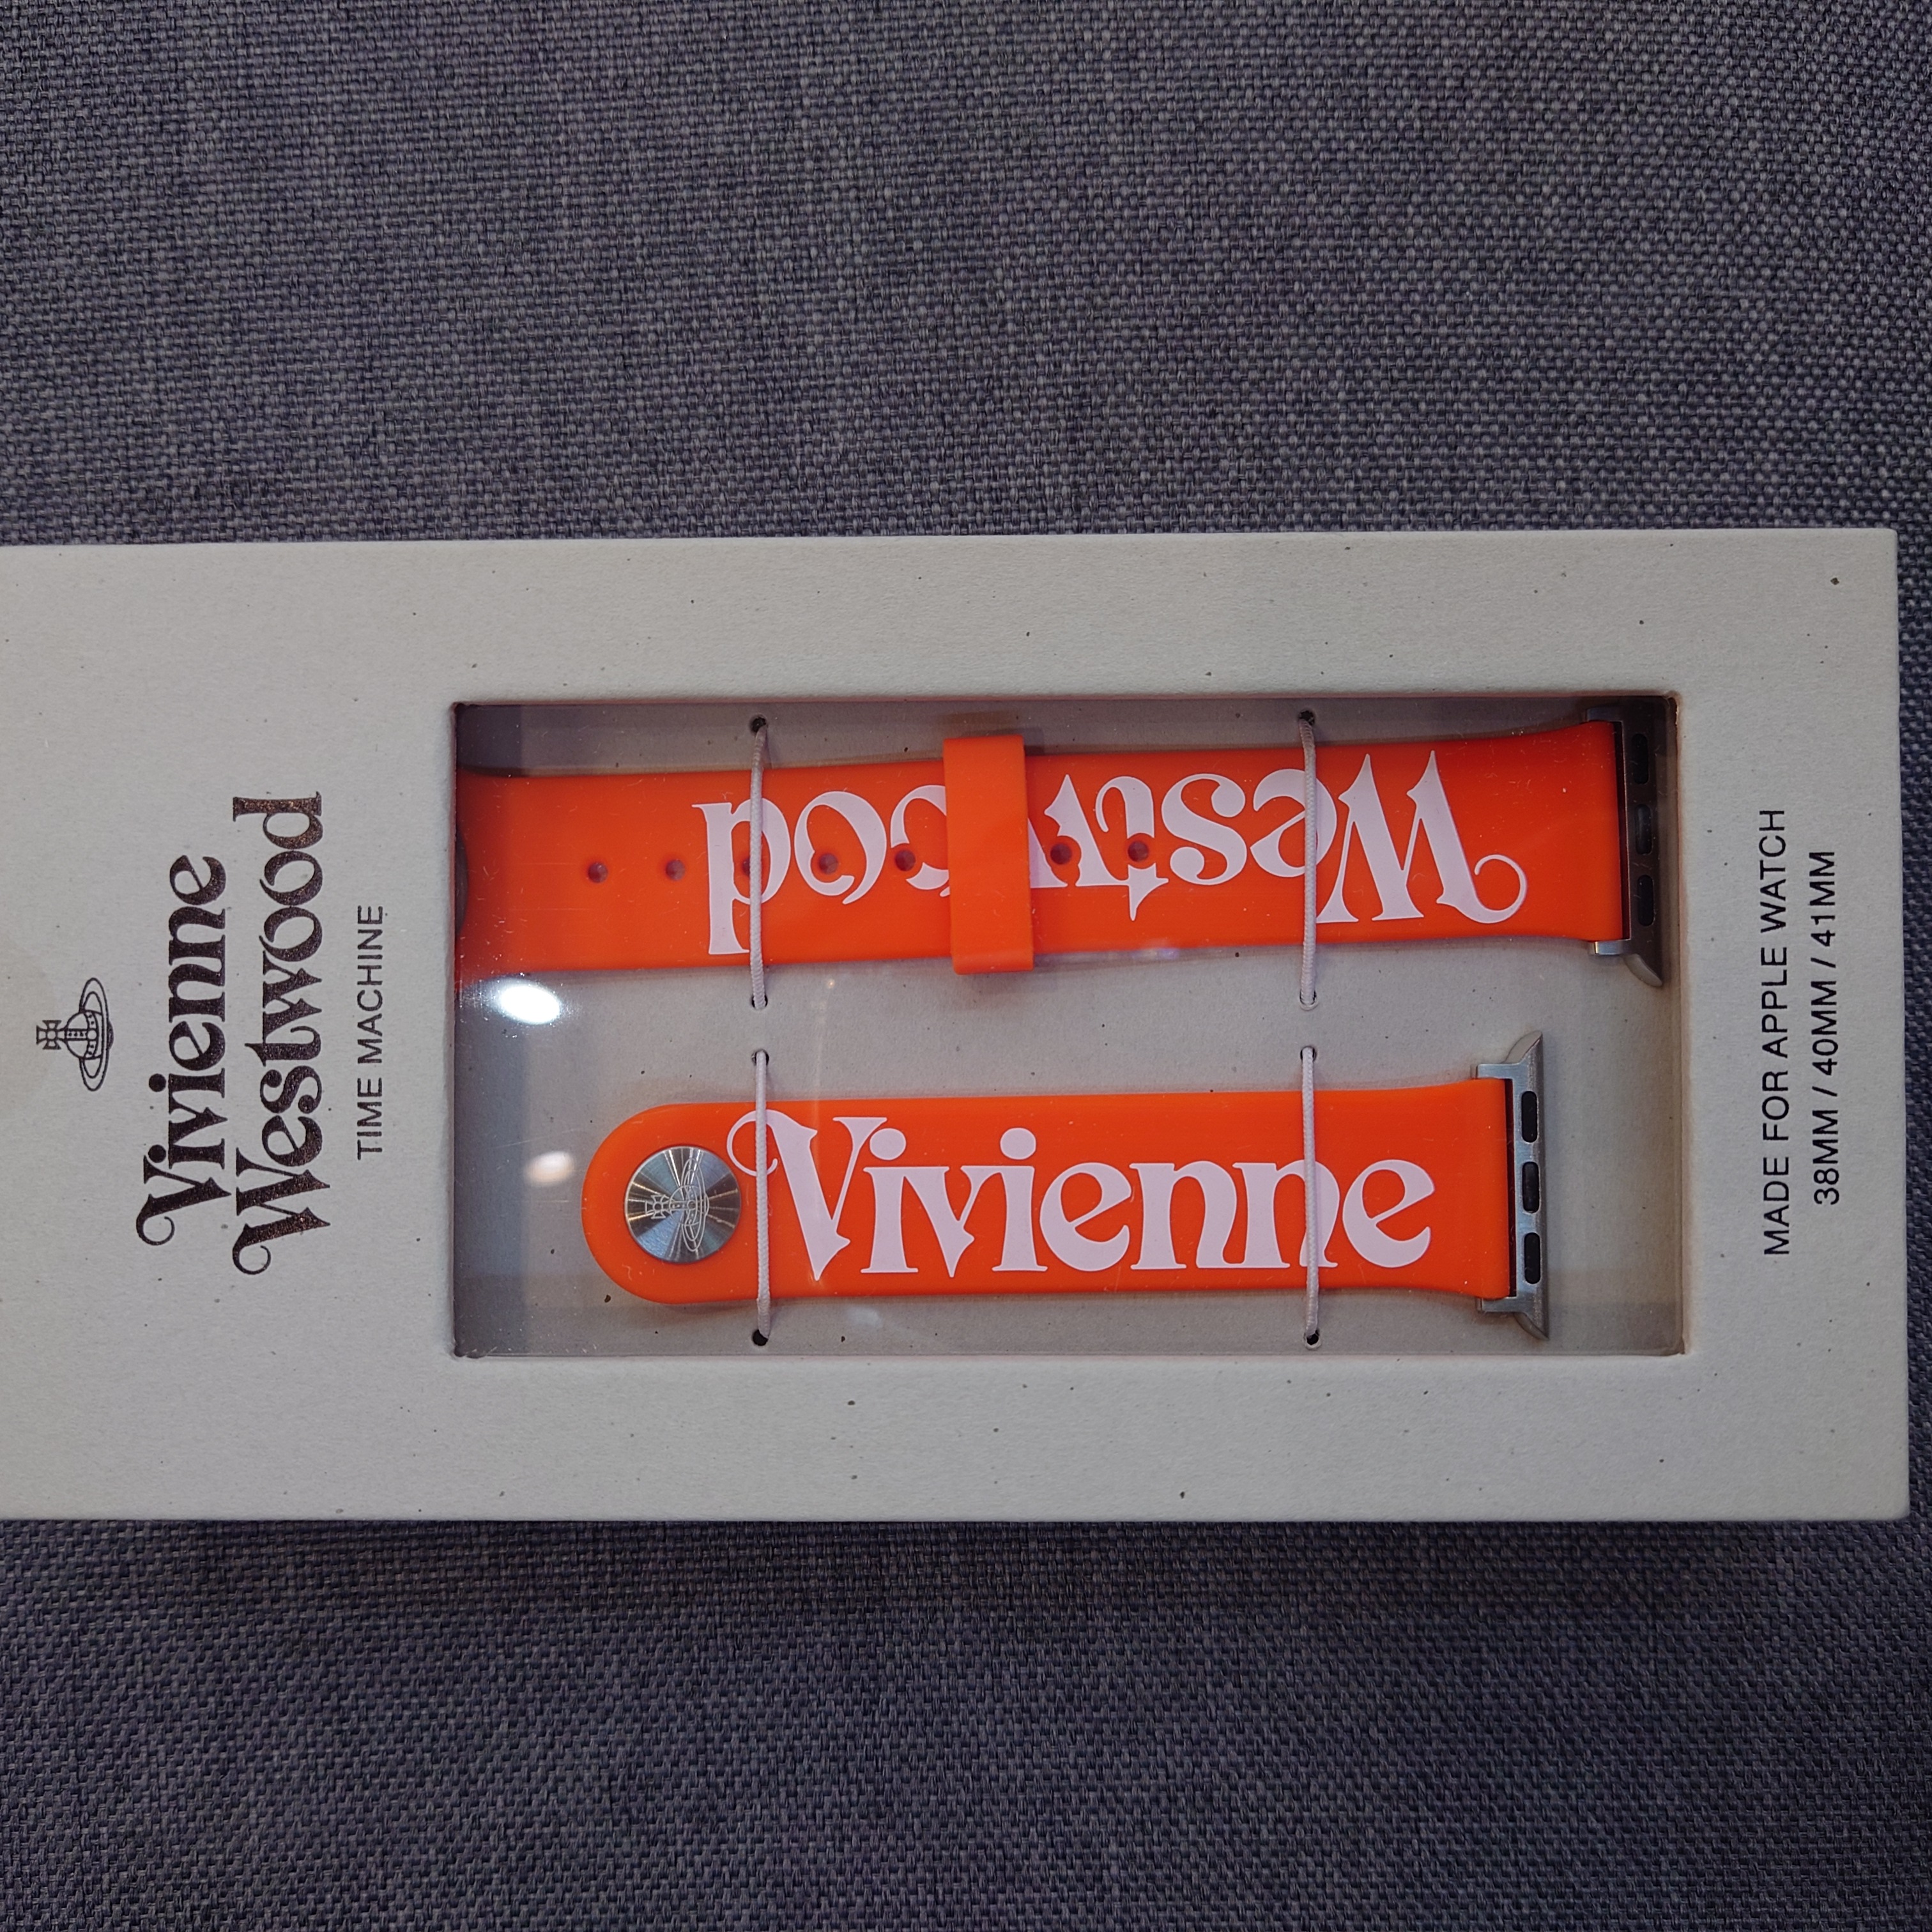 Vivienne
Westwood
TIME MACHINE
Vivienne
Westwood
MADE FOR APPLE WATCH
38MM / 40MM / 41MM